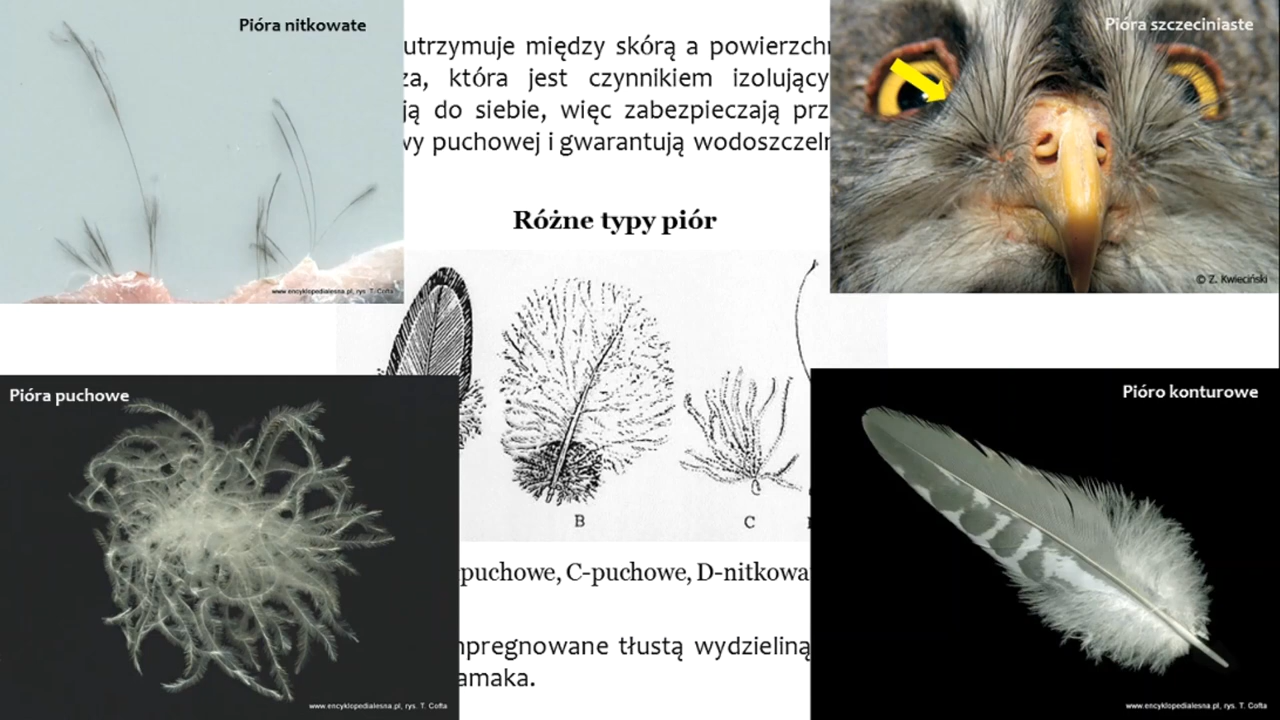 Pióra nitkowate
Pióra szczeciniaste
utrzymuje między skórą a powierzchn
za, która jest czynnikiem izolujący
ją do siebie, więc zabezpieczają prz
wy puchowej i gwarantują wodoszczeln
www.encyklopedialesna.pl, rys. T. Cofta
© Z. Kwieciński
Różne typy piór
Pióra puchowe
Pióro konturowe
B
C
puchowe, C-puchowe, D-nitkowa
mpregnowane tłustą wydzieliną
amaka.
www.encyklopedialesna.pl, rys. T. Cofta
www.encyklopedialesna.pl, rys. T. Cofta